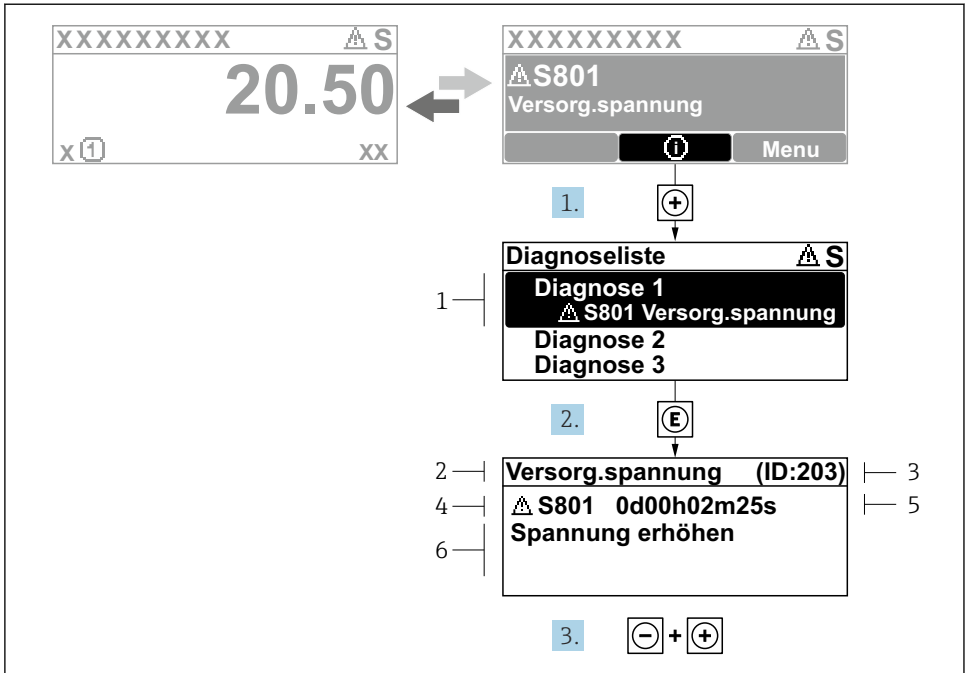 XXXXXXXXX ⚠ S
20.50
x ① xx
XXXXXXXXX ⚠ S
⚠ S801
Versorg.spannung
ⓘ Menu
1. +
Diagnoseliste ⚠ S
1 Diagnose 1
⚠ S801 Versorg.spannung
Diagnose 2
Diagnose 3
2. E
2 Versorg.spannung (ID:203) 3
4 ⚠ S801 0d00h02m25s 5
6 Spannung erhöhen
3. - + +